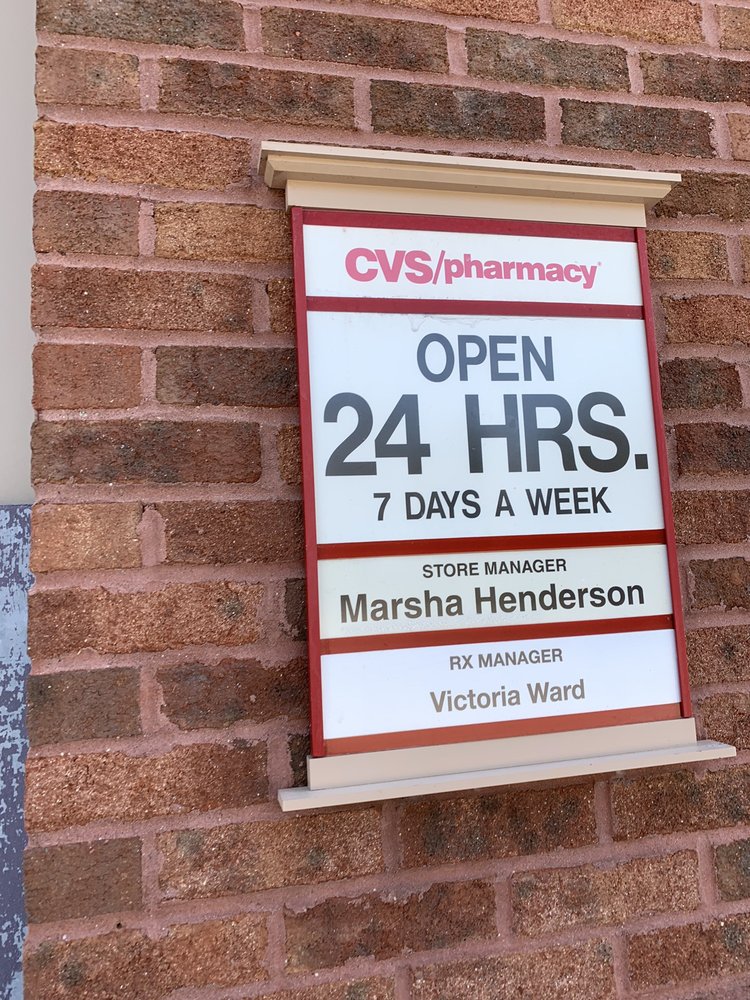 CVS/pharmacy®
OPEN
24 HRS.
7 DAYS A WEEK
STORE MANAGER
Marsha Henderson
RX MANAGER
Victoria Ward